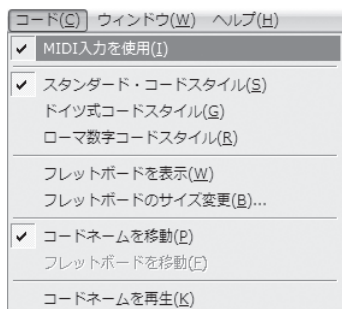 コード(C) ウィンドウ(W) ヘルプ(H)
MIDI入力を使用(I)
スタンダード・コードスタイル(S)
ドイツ式コードスタイル(G)
ローマ数字コードスタイル(R)
フレットボードを表示(W)
フレットボードのサイズ変更(B)...
コードネームを移動(P)
フレットボードを移動(F)
コードネームを再生(K)